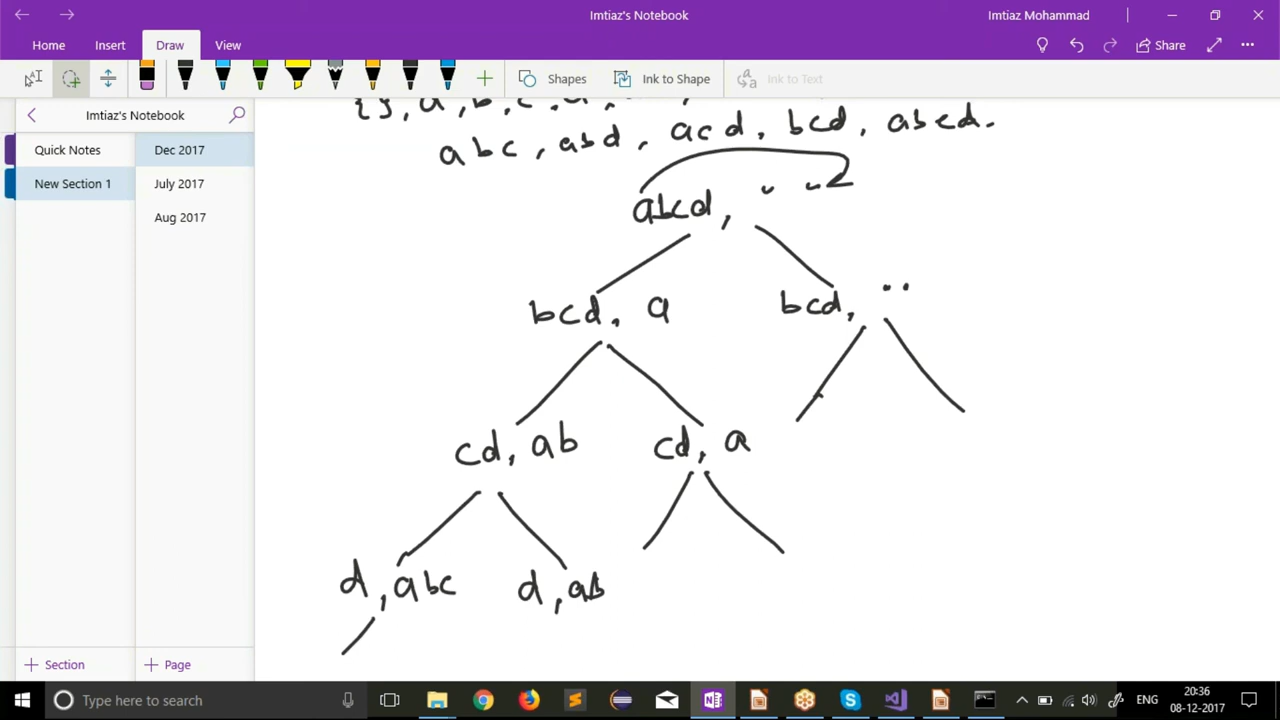 Imtiaz's Notebook
Imtiaz Mohammad
Home Insert Draw View
Share
Shapes Ink to Shape Ink to Text
Imtiaz's Notebook
Quick Notes
New Section 1
Dec 2017
July 2017
Aug 2017
{}, a, b, c, d,
abc, abd, acd, bcd, abcd.
abcd, " "
bcd, a bcd, ..
cd, ab cd, a
d, abc d, ab
+ Section + Page
Type here to search
ENG
20:36
08-12-2017